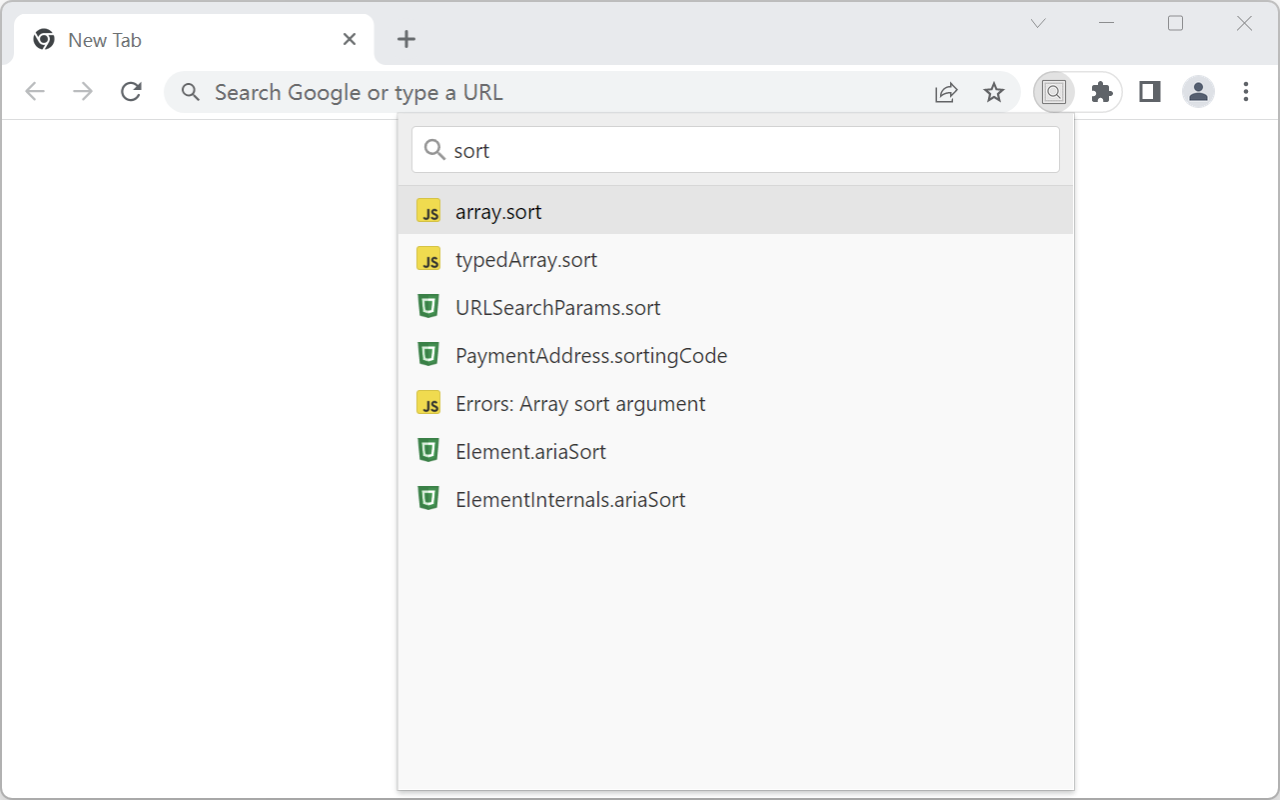 New Tab
Search Google or type a URL
sort
JS array.sort
JS typedArray.sort
URLSearchParams.sort
PaymentAddress.sortingCode
JS Errors: Array sort argument
Element.ariaSort
ElementInternals.ariaSort